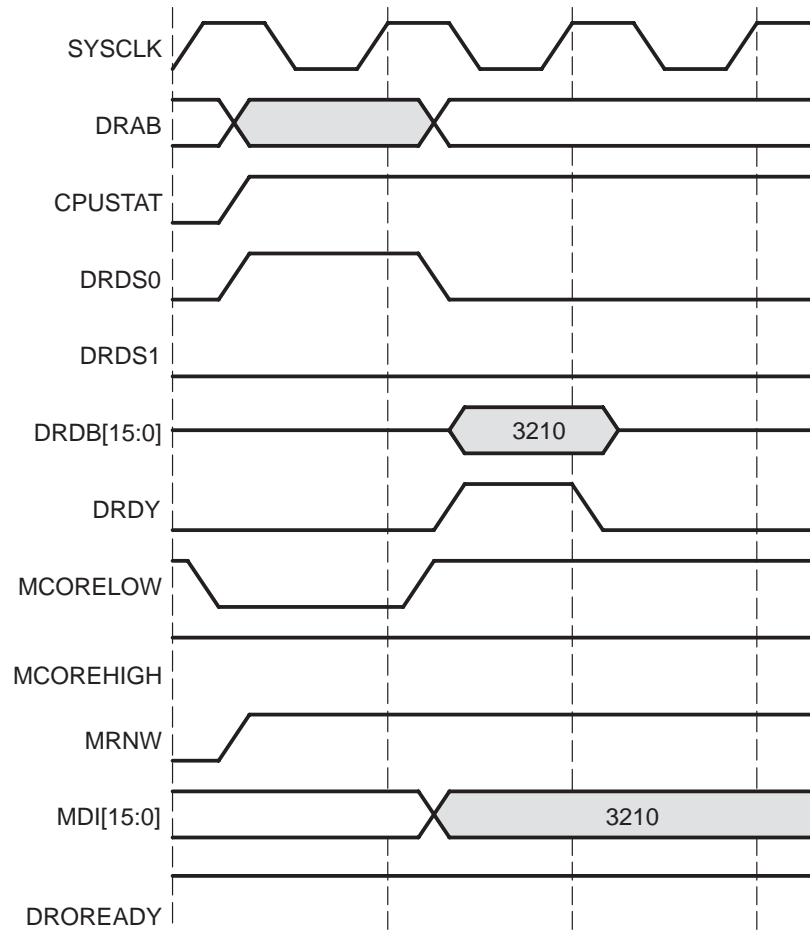 SYSCLK
DRAB
CPUSTAT
DRDS0
DRDS1
DRDB[15:0]
3210
DRDY
MCORELOW
MCOREHIGH
MRNW
MDI[15:0]
3210
DROREADY